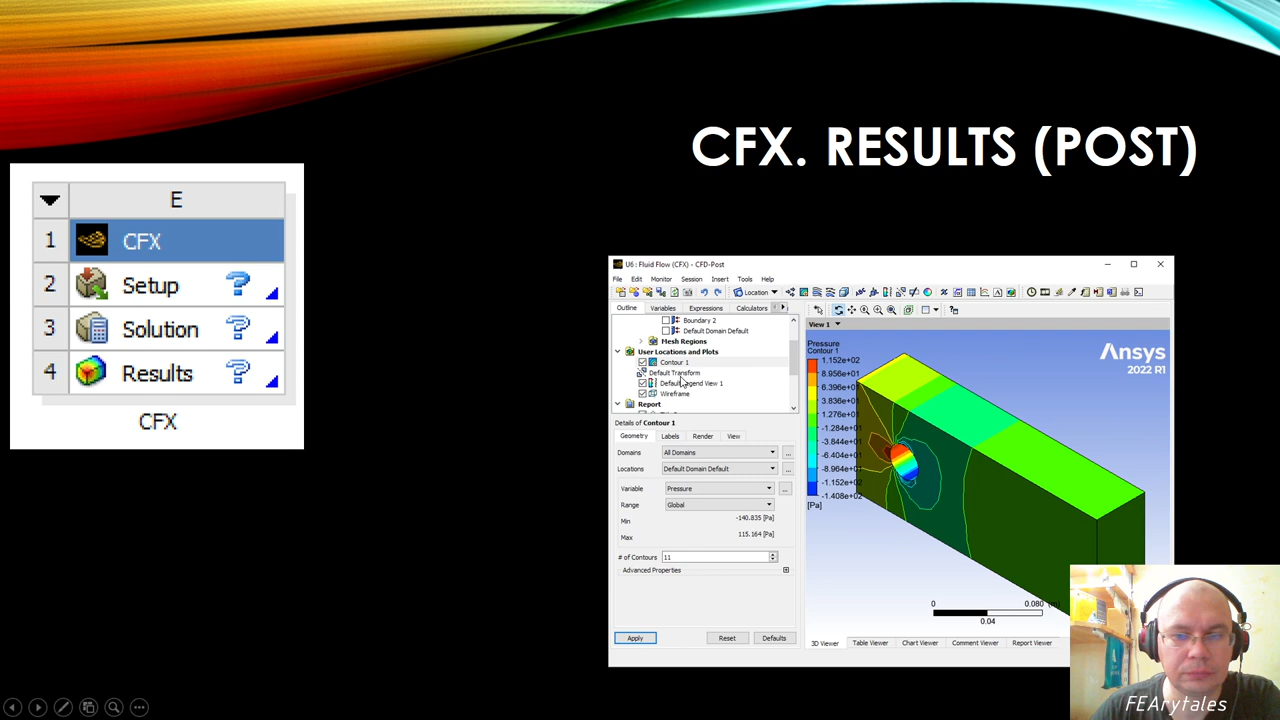 CFX. RESULTS (POST)
E
1 CFX
2 Setup
3 Solution
4 Results
CFX
U6 : Fluid Flow (CFX) - CFD-Post
File Edit Monitor Session Insert Tools Help
Location
Outline Variables Expressions Calculators
Boundary 2
Default Domain Default
Mesh Regions
User Locations and Plots
Contour 1
Default Transform
Default Legend View 1
Wireframe
Report
Details of Contour 1
Geometry Labels Render View
Domains All Domains ...
Locations Default Domain Default ...
Variable Pressure ...
Range Global
Min -140.835 [Pa]
Max 115.164 [Pa]
# of Contours 11
Advanced Properties
Apply Reset Defaults
View 1
Pressure
Contour 1
1.152e+02
8.956e+01
6.396e+01
3.836e+01
1.276e+01
-1.284e+01
-3.844e+01
-6.404e+01
-8.964e+01
-1.152e+02
-1.408e+02
[Pa]
Ansys
2022 R1
0 0.080 (m)
0.04
3D Viewer Table Viewer Chart Viewer Comment Viewer Report Viewer
FEArytales